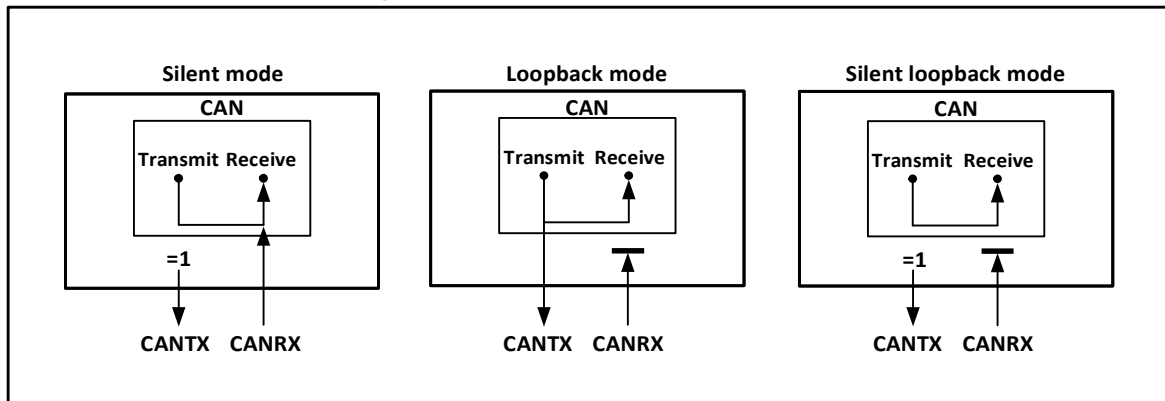 Silent mode Loopback mode Silent loopback mode
CAN CAN CAN
Transmit Receive Transmit Receive Transmit Receive
=1 =1
CANTX CANRX CANTX CANRX CANTX CANRX